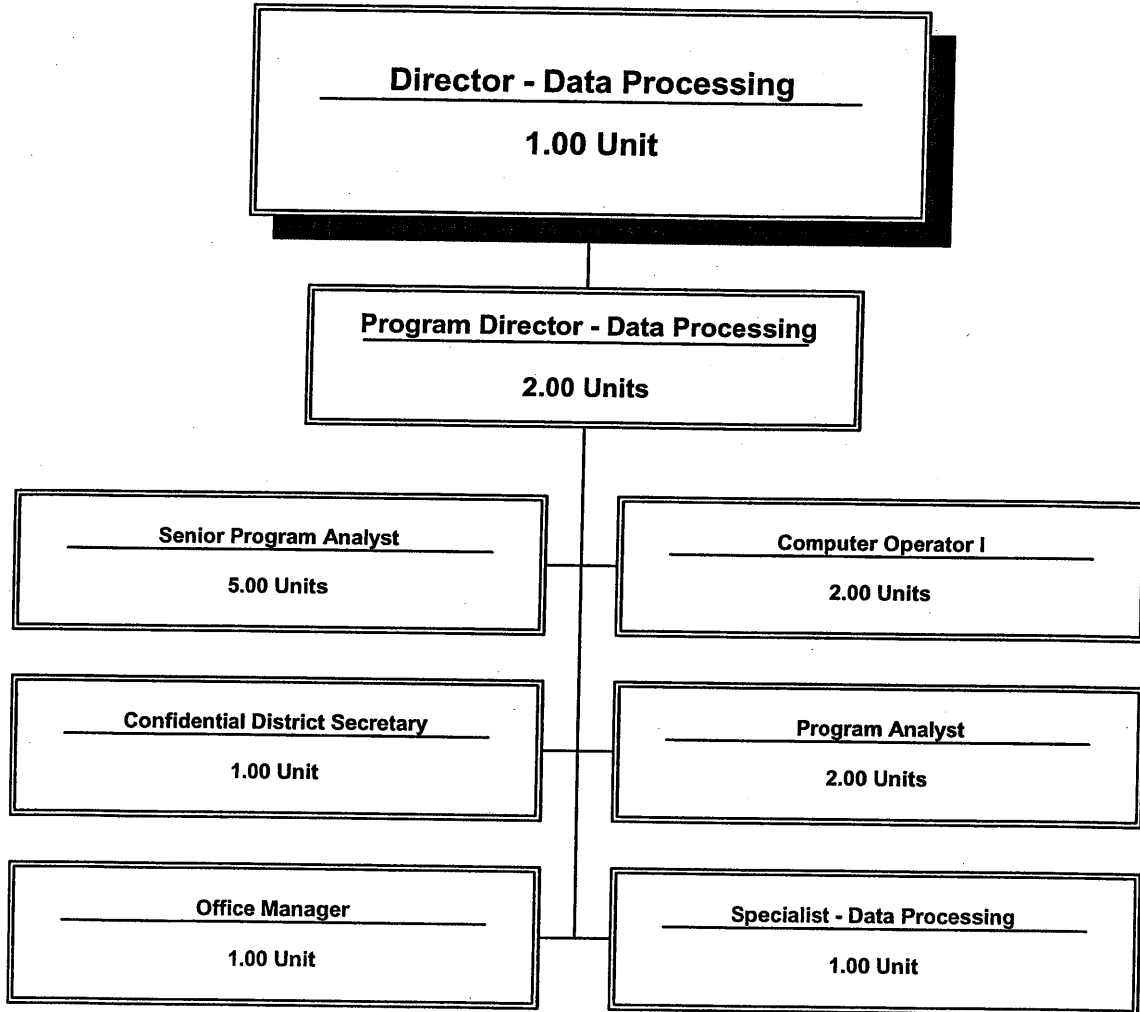 Director - Data Processing
1.00 Unit
Program Director - Data Processing
2.00 Units
Senior Program Analyst
5.00 Units
Computer Operator I
2.00 Units
Confidential District Secretary
1.00 Unit
Program Analyst
2.00 Units
Office Manager
1.00 Unit
Specialist - Data Processing
1.00 Unit